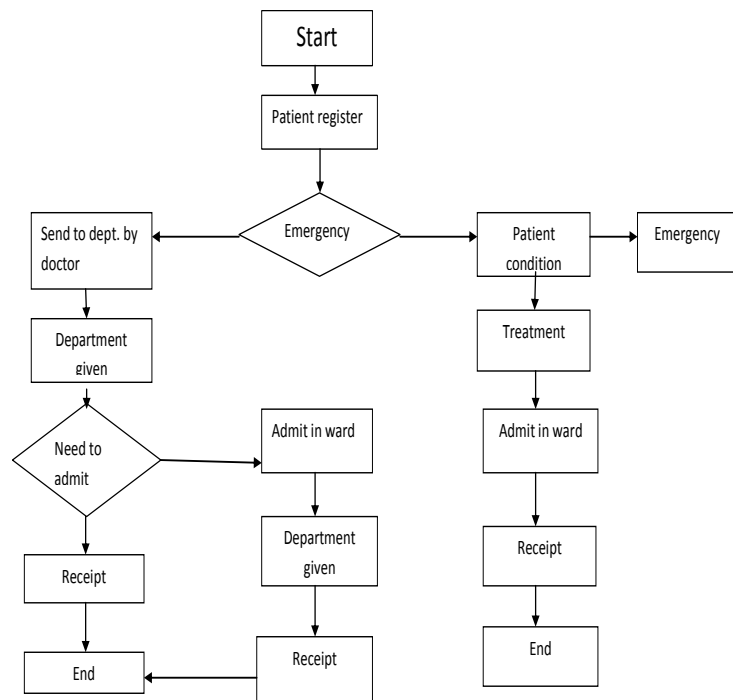 Start
Patient register
Emergency
Send to dept. by
doctor
Patient
condition
Emergency
Department
given
Treatment
Need to
admit
Admit in ward
Admit in ward
Department
given
Receipt
Receipt
Receipt
End
End